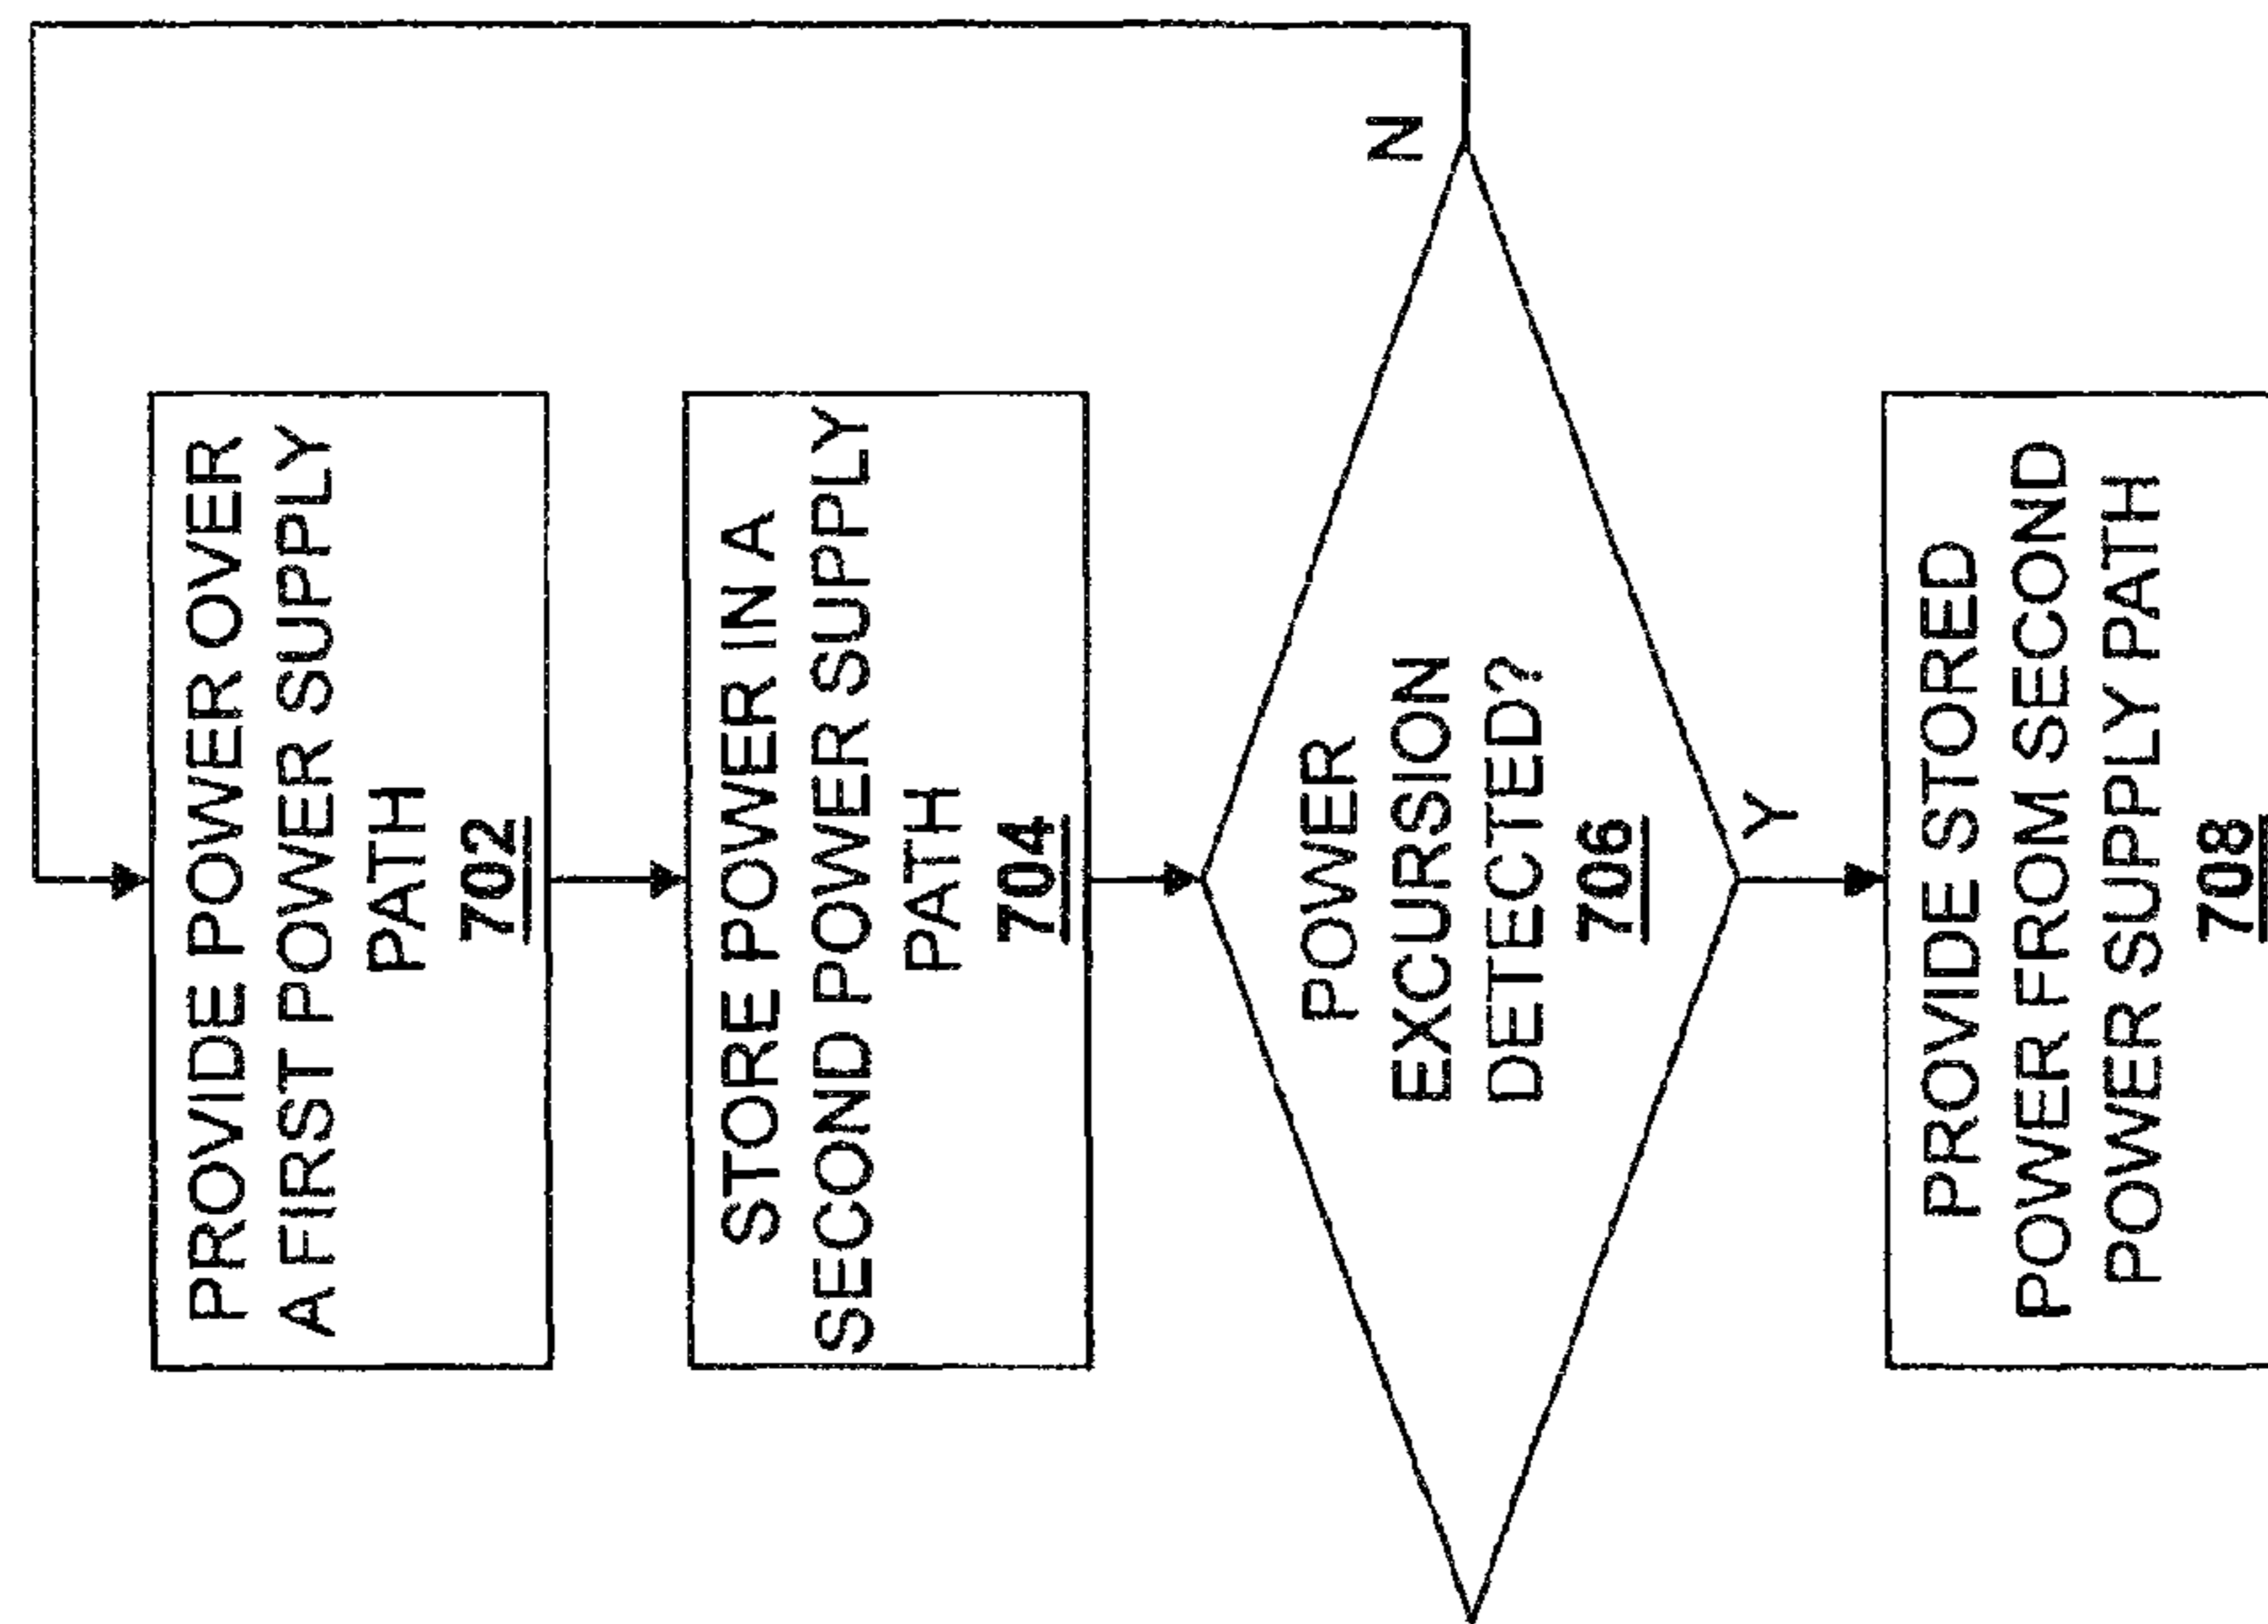 PROVIDE POWER OVER
A FIRST POWER SUPPLY
PATH
702
STORE POWER IN A
SECOND POWER SUPPLY
PATH
704
POWER
EXCURSION
DETECTED?
706
N
Y
PROVIDE STORED
POWER FROM SECOND
POWER SUPPLY PATH
708